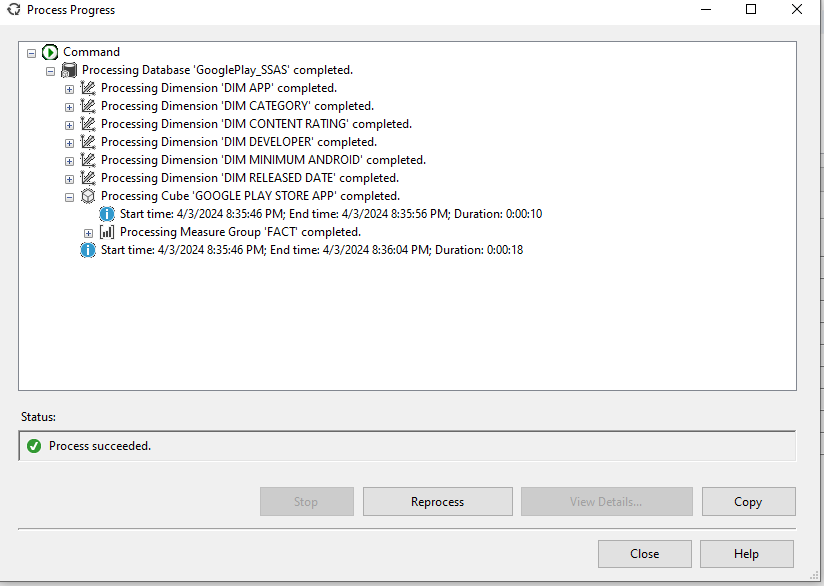 Process Progress
Command
Processing Database 'GooglePlay_SSAS' completed.
Processing Dimension 'DIM APP' completed.
Processing Dimension 'DIM CATEGORY' completed.
Processing Dimension 'DIM CONTENT RATING' completed.
Processing Dimension 'DIM DEVELOPER' completed.
Processing Dimension 'DIM MINIMUM ANDROID' completed.
Processing Dimension 'DIM RELEASED DATE' completed.
Processing Cube 'GOOGLE PLAY STORE APP' completed.
Start time: 4/3/2024 8:35:46 PM; End time: 4/3/2024 8:35:56 PM; Duration: 0:00:10
Processing Measure Group 'FACT' completed.
Start time: 4/3/2024 8:35:46 PM; End time: 4/3/2024 8:36:04 PM; Duration: 0:00:18
Status:
Process succeeded.
Stop Reprocess View Details... Copy
Close Help